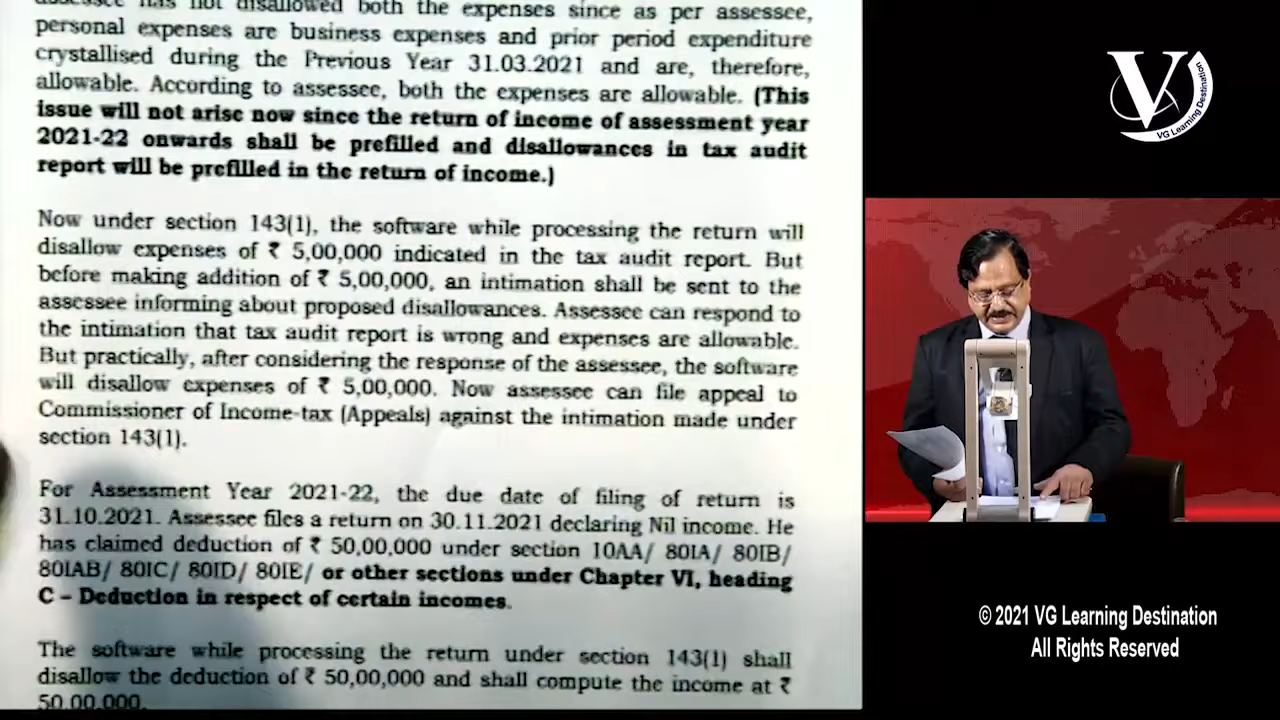 assessee has not disallowed both the expenses since as per assessee,
personal expenses are business expenses and prior period expenditure
crystallised during the Previous Year 31.03.2021 and are, therefore,
allowable. According to assessee, both the expenses are allowable. (This
issue will not arise now since the return of income of assessment year
2021-22 onwards shall be prefilled and disallowances in tax audit
report will be prefilled in the return of income.)
Now under section 143(1), the software while processing the return will
disallow expenses of ₹ 5,00,000 indicated in the tax audit report. But
before making addition of ₹ 5,00,000, an intimation shall be sent to the
assessee informing about proposed disallowances. Assessee can respond to
the intimation that tax audit report is wrong and expenses are allowable.
But practically, after considering the response of the assessee, the software
will disallow expenses of ₹ 5,00,000. Now assessee can file appeal to
Commissioner of Income-tax (Appeals) against the intimation made under
section 143(1).
For Assessment Year 2021-22, the due date of filing of return is
31.10.2021. Assessee files a return on 30.11.2021 declaring Nil income. He
has claimed deduction of ₹ 50,00,000 under section 10AA/ 80IA/ 80IB/
80IAB/ 80IC/ 80ID/ 80IE/ or other sections under Chapter VI, heading
C – Deduction in respect of certain incomes.
The software while processing the return under section 143(1) shall
disallow the deduction of ₹ 50,00,000 and shall compute the income at ₹
50,00,000.
V
VG Learning Destination
© 2021 VG Learning Destination
All Rights Reserved